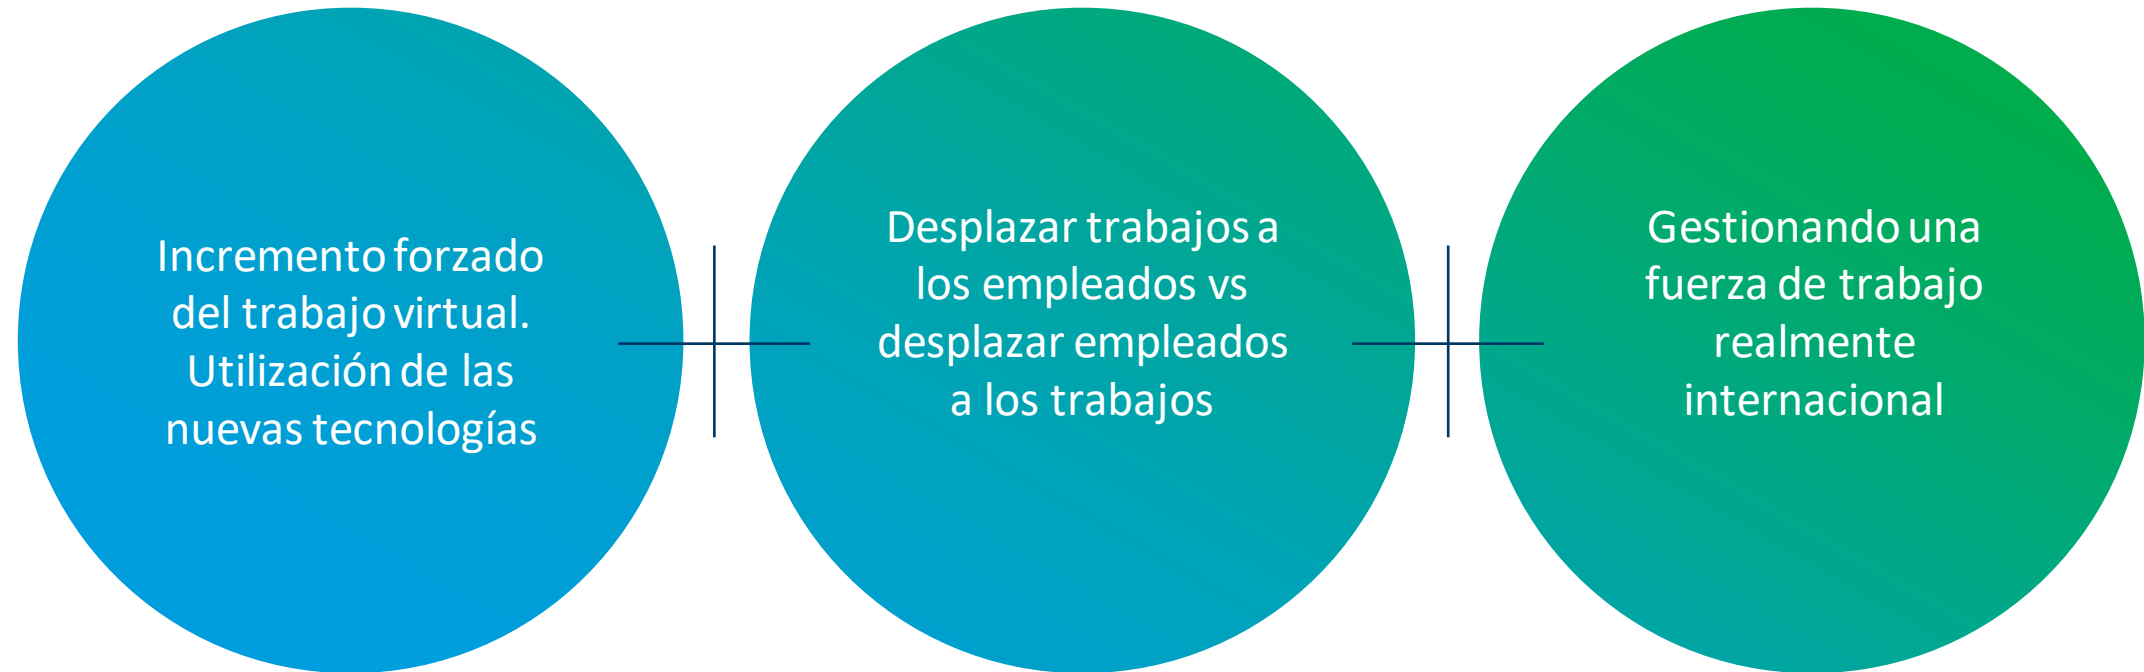 Incremento forzado
del trabajo virtual.
Utilización de las
nuevas tecnologías
Desplazar trabajos a
los empleados vs
desplazar empleados
a los trabajos
Gestionando una
fuerza de trabajo
realmente
internacional